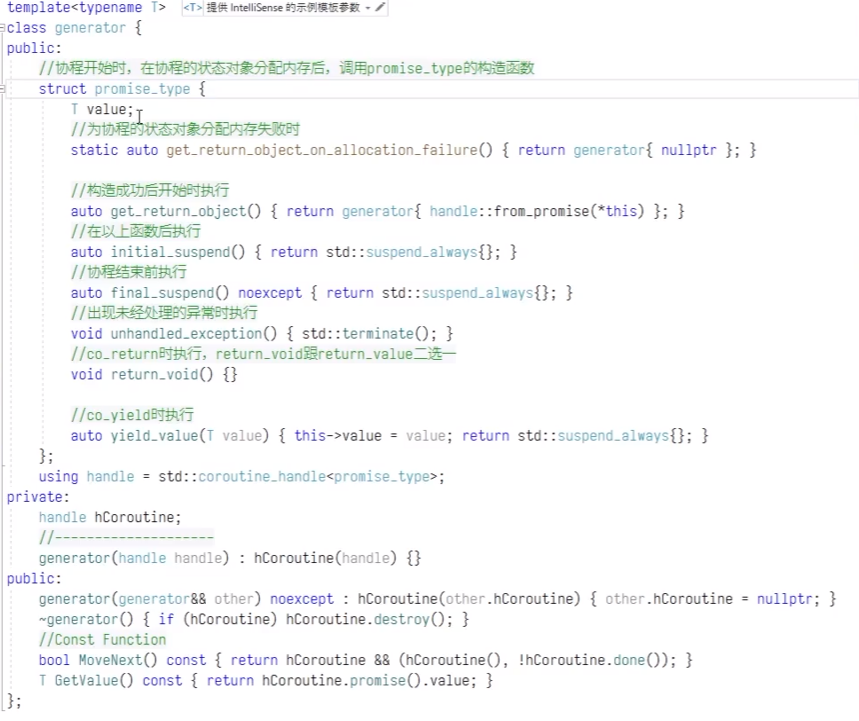 template<typename T> <T> 提供 IntelliSense 的示例模板参数
class generator {
public:
    //协程开始时，在协程的状态对象分配内存后，调用promise_type的构造函数
    struct promise_type {
        T value;
        //为协程的状态对象分配内存失败时
        static auto get_return_object_on_allocation_failure() { return generator{ nullptr }; }

        //构造成功后开始时执行
        auto get_return_object() { return generator{ handle::from_promise(*this) }; }
        //在以上函数后执行
        auto initial_suspend() { return std::suspend_always{}; }
        //协程结束前执行
        auto final_suspend() noexcept { return std::suspend_always{}; }
        //出现未经处理的异常时执行
        void unhandled_exception() { std::terminate(); }
        //co_return时执行，return_void跟return_value二选一
        void return_void() {}

        //co_yield时执行
        auto yield_value(T value) { this->value = value; return std::suspend_always{}; }
    };
    using handle = std::coroutine_handle<promise_type>;
private:
    handle hCoroutine;
    //--------------------
    generator(handle handle) : hCoroutine(handle) {}
public:
    generator(generator&& other) noexcept : hCoroutine(other.hCoroutine) { other.hCoroutine = nullptr; }
    ~generator() { if (hCoroutine) hCoroutine.destroy(); }
    //Const Function
    bool MoveNext() const { return hCoroutine && (hCoroutine(), !hCoroutine.done()); }
    T GetValue() const { return hCoroutine.promise().value; }
};